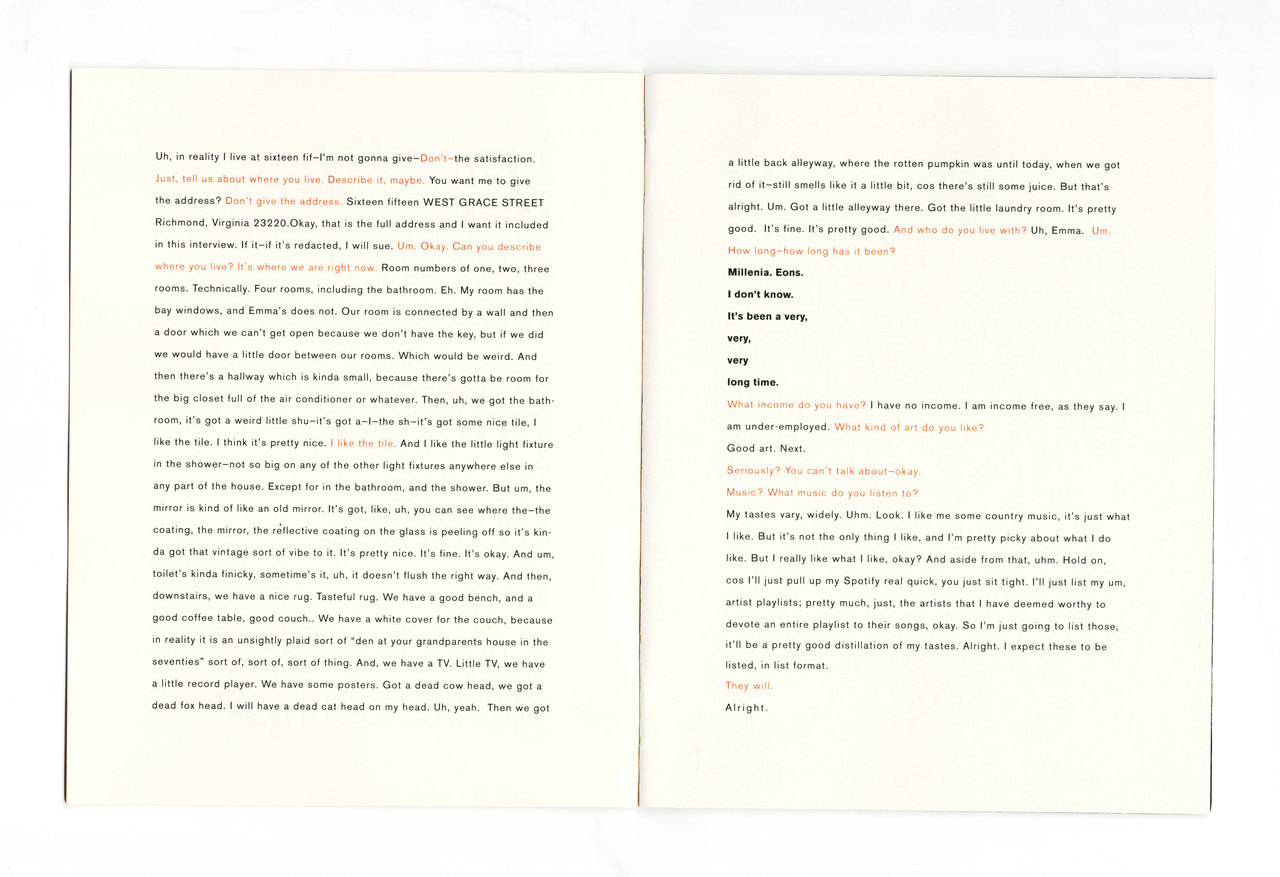 Uh, in reality I live at sixteen fif—I'm not gonna give—Don't—the satisfaction.
Just, tell us about where you live. Describe it, maybe. You want me to give
the address? Don't give the address. Sixteen fifteen WEST GRACE STREET
Richmond, Virginia 23220.Okay, that is the full address and I want it included
in this interview. If it—if it's redacted, I will sue. Um. Okay. Can you describe
where you live? It's where we are right now. Room numbers of one, two, three
rooms. Technically. Four rooms, including the bathroom. Eh. My room has the
bay windows, and Emma's does not. Our room is connected by a wall and then
a door which we can't get open because we don't have the key, but if we did
we would have a little door between our rooms. Which would be weird. And
then there's a hallway which is kinda small, because there's gotta be room for
the big closet full of the air conditioner or whatever. Then, uh, we got the bath-
room, it's got a weird little shu—it's got a—I—the sh—it's got some nice tile, I
like the tile. I think it's pretty nice. I like the tile. And I like the little light fixture
in the shower—not so big on any of the other light fixtures anywhere else in
any part of the house. Except for in the bathroom, and the shower. But um, the
mirror is kind of like an old mirror. It's got, like, uh, you can see where the—the
coating, the mirror, the reflective coating on the glass is peeling off so it's kin-
da got that vintage sort of vibe to it. It's pretty nice. It's fine. It's okay. And um,
toilet's kinda finicky, sometime's it, uh, it doesn't flush the right way. And then,
downstairs, we have a nice rug. Tasteful rug. We have a good bench, and a
good coffee table, good couch.. We have a white cover for the couch, because
in reality it is an unsightly plaid sort of "den at your grandparents house in the
seventies" sort of, sort of, sort of thing. And, we have a TV. Little TV, we have
a little record player. We have some posters. Got a dead cow head, we got a
dead fox head. I will have a dead cat head on my head. Uh, yeah. Then we got
a little back alleyway, where the rotten pumpkin was until today, when we got
rid of it—still smells like it a little bit, cos there's still some juice. But that's
alright. Um. Got a little alleyway there. Got the little laundry room. It's pretty
good. It's fine. It's pretty good. And who do you live with? Uh, Emma. Um.
How long—how long has it been?
Millenia. Eons.
I don't know.
It's been a very,
very,
very
long time.
What income do you have? I have no income. I am income free, as they say. I
am under-employed. What kind of art do you like?
Good art. Next.
Seriously? You can't talk about—okay.
Music? What music do you listen to?
My tastes vary, widely. Uhm. Look. I like me some country music, it's just what
I like. But it's not the only thing I like, and I'm pretty picky about what I do
like. But I really like what I like, okay? And aside from that, uhm. Hold on,
cos I'll just pull up my Spotify real quick, you just sit tight. I'll just list my um,
artist playlists; pretty much, just, the artists that I have deemed worthy to
devote an entire playlist to their songs, okay. So I'm just going to list those,
it'll be a pretty good distillation of my tastes. Alright. I expect these to be
listed, in list format.
They will.
Alright.